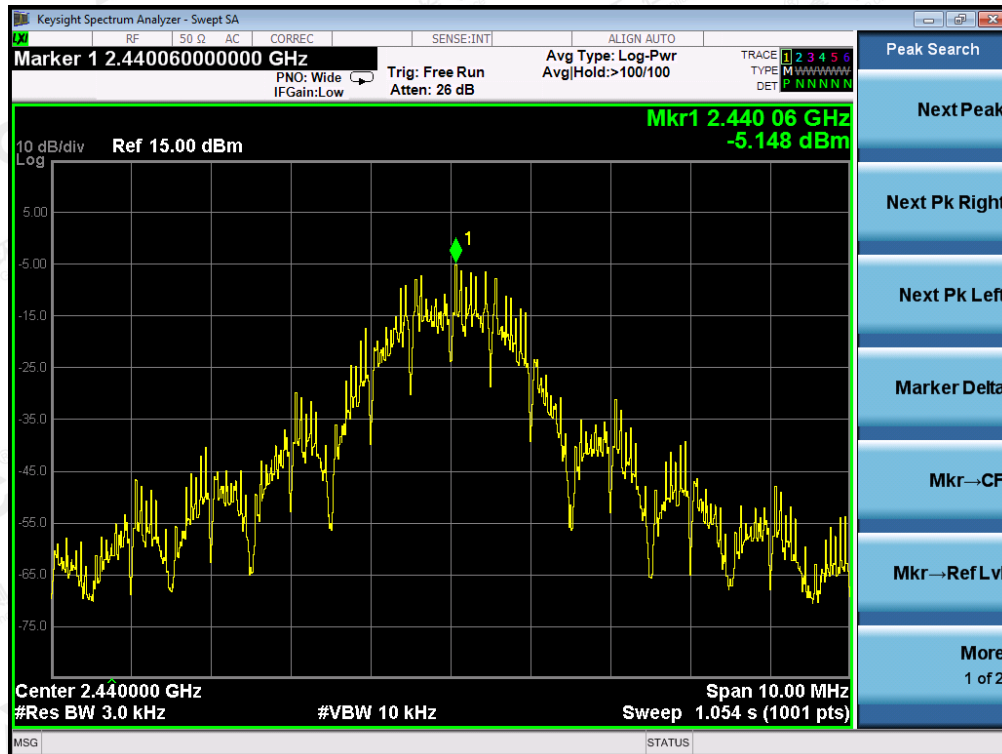 Keysight Spectrum Analyzer - Swept SA
LXI RF 50 Ω AC CORREC SENSE:INT ALIGN AUTO
Marker 1 2.440060000000 GHz
PNO: Wide
IFGain:Low
Trig: Free Run
Atten: 26 dB
Avg Type: Log-Pwr
Avg|Hold:>100/100
TRACE 1 2 3 4 5 6
TYPE M WWWWW
DET P N N N N N
Mkr1 2.440 06 GHz
-5.148 dBm
10 dB/div Ref 15.00 dBm
Log
5.00
1
-5.00
-15.0
-25.0
-35.0
-45.0
-55.0
-65.0
-75.0
Center 2.440000 GHz
Span 10.00 MHz
#Res BW 3.0 kHz
#VBW 10 kHz
Sweep 1.054 s (1001 pts)
MSG STATUS
Peak Search
Next Peak
Next Pk Right
Next Pk Left
Marker Delta
Mkr→CF
Mkr→Ref Lvl
More
1 of 2